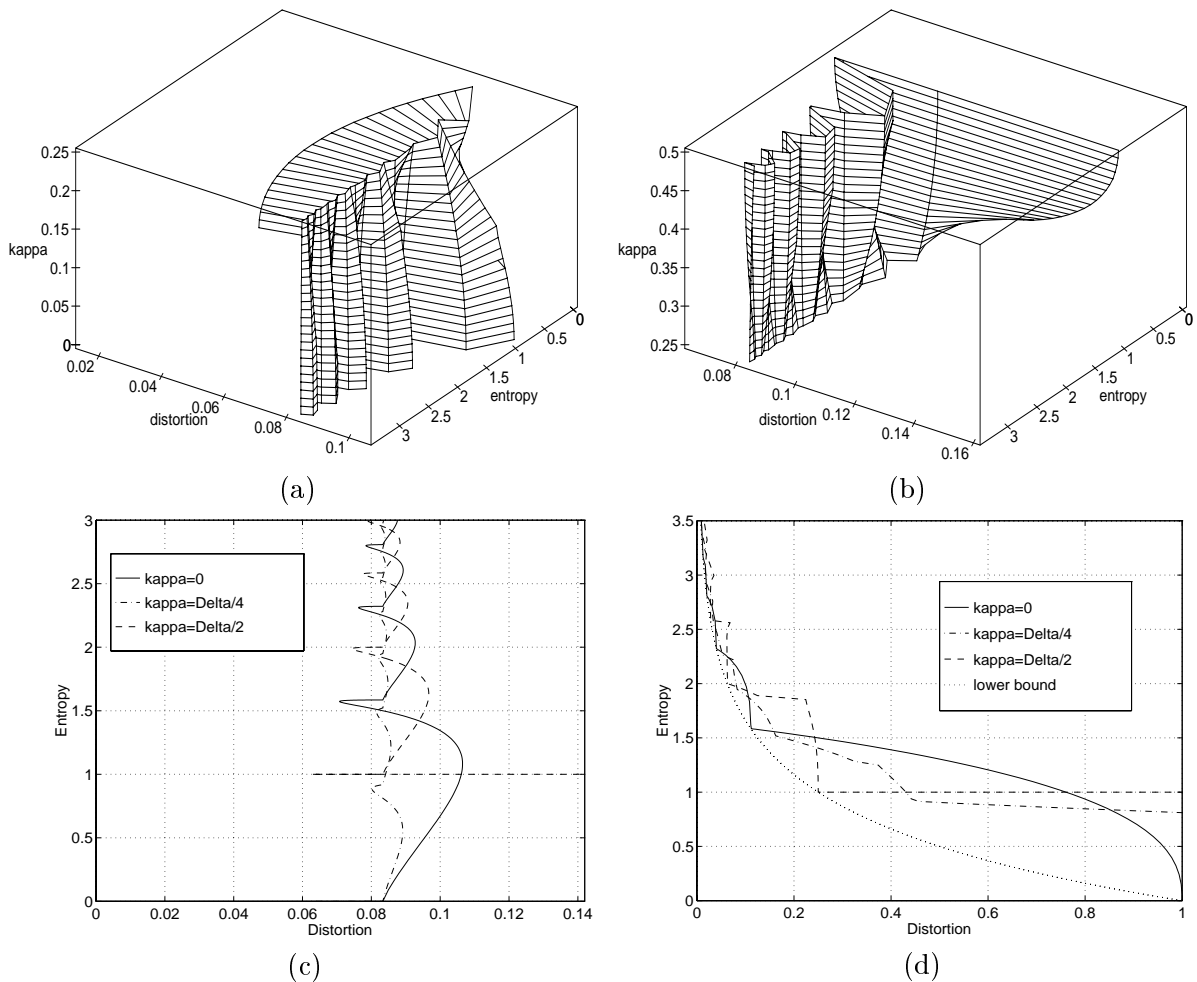 0.25
0.2
0.15
kappa
0.1
0.05
0
0.02
0.04
0.06
0.08
0.1
distortion
3
2.5
2
1.5
1
0.5
0
entropy
(a)
0.5
0.45
0.4
kappa
0.35
0.3
0.25
0.08
0.1
0.12
0.14
0.16
distortion
3
2.5
2
1.5
1
0.5
0
entropy
(b)
3
2.5
2
1.5
1
0.5
0
Entropy
kappa=0
kappa=Delta/4
kappa=Delta/2
0 0.02 0.04 0.06 0.08 0.1 0.12 0.14
Distortion
(c)
3.5
3
2.5
2
1.5
1
0.5
0
Entropy
kappa=0
kappa=Delta/4
kappa=Delta/2
lower bound
0 0.2 0.4 0.6 0.8 1
Distortion
(d)